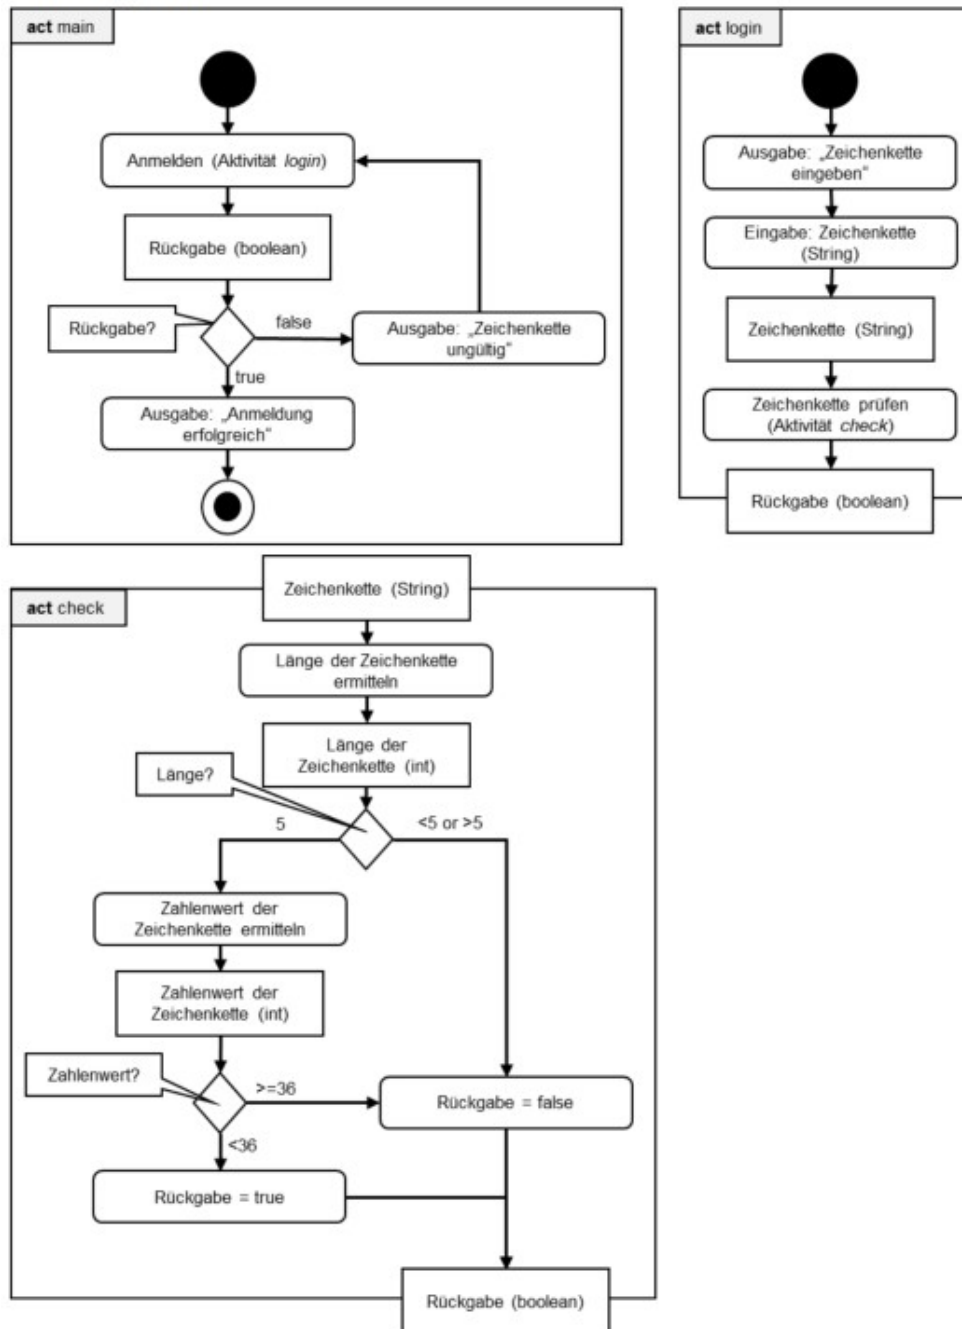 act main
Anmelden (Aktivität login)
Rückgabe (boolean)
Rückgabe?
false
Ausgabe: „Zeichenkette
ungültig“
true
Ausgabe: „Anmeldung
erfolgreich“
act login
Ausgabe: „Zeichenkette
eingeben“
Eingabe: Zeichenkette
(String)
Zeichenkette (String)
Zeichenkette prüfen
(Aktivität check)
Rückgabe (boolean)
act check
Zeichenkette (String)
Länge der Zeichenkette
ermitteln
Länge der
Zeichenkette (int)
Länge?
5
<5 or >5
Zahlenwert der
Zeichenkette ermitteln
Zahlenwert der
Zeichenkette (int)
Zahlenwert?
>=36
Rückgabe = false
<36
Rückgabe = true
Rückgabe (boolean)